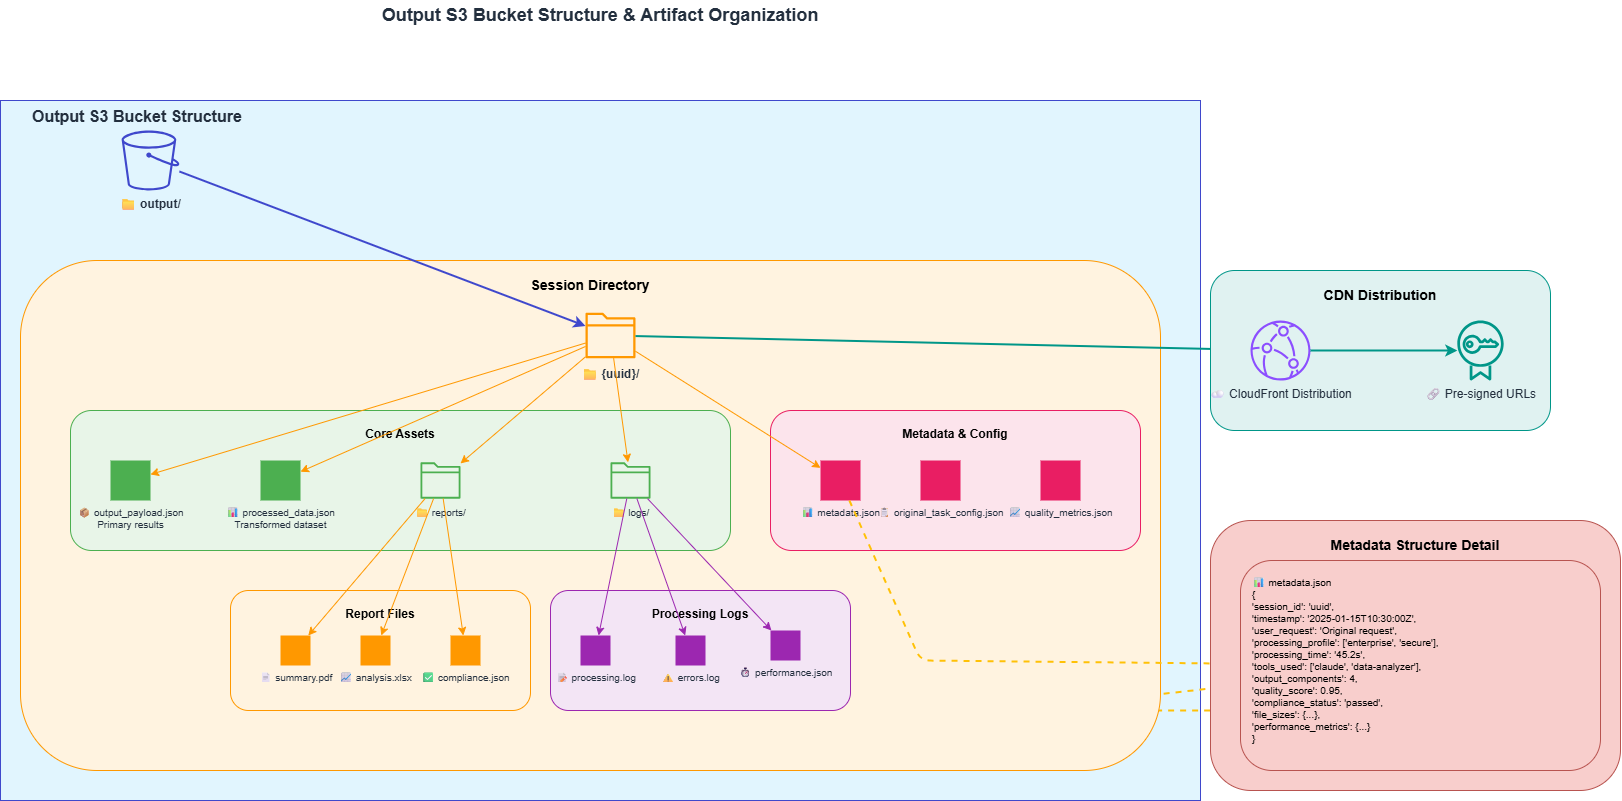 Output S3 Bucket Structure & Artifact Organization
Output S3 Bucket Structure
output/
Session Directory
{uuid}/
CDN Distribution
CloudFront Distribution
Pre-signed URLs
Core Assets
output_payload.json
Primary results
processed_data.json
Transformed dataset
reports/
logs/
Metadata & Config
metadata.json
original_task_config.json
quality_metrics.json
Report Files
summary.pdf
analysis.xlsx
compliance.json
Processing Logs
processing.log
errors.log
performance.json
Metadata Structure Detail
metadata.json
{
'session_id': 'uuid',
'timestamp': '2025-01-15T10:30:00Z',
'user_request': 'Original request',
'processing_profile': ['enterprise', 'secure'],
'processing_time': '45.2s',
'tools_used': ['claude', 'data-analyzer'],
'output_components': 4,
'quality_score': 0.95,
'compliance_status': 'passed',
'file_sizes': {...},
'performance_metrics': {...}
}